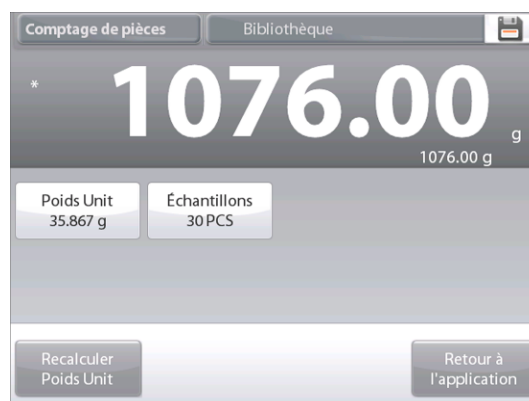 Comptage de pièces
Bibliothèque
* 1076.00 g
1076.00 g
Poids Unit
35.867 g
Échantillons
30 PCS
Recalculer
Poids Unit
Retour à
l'application